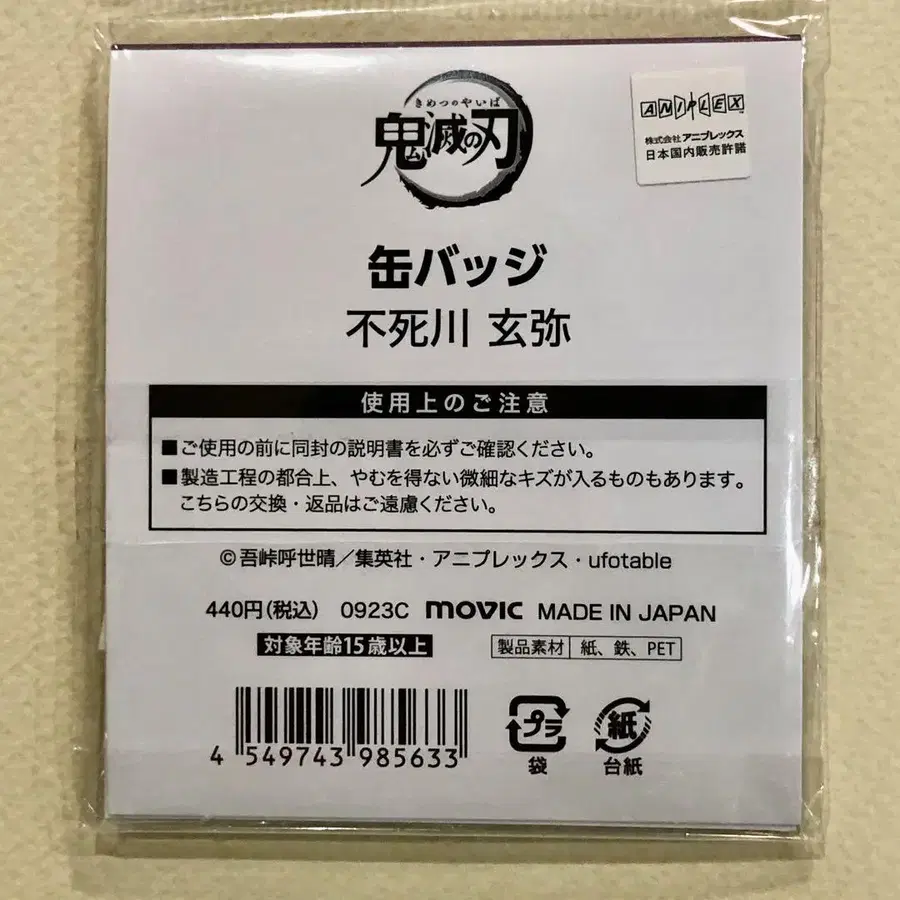 きめつのやいば
鬼滅の刃
ANIPLEX
株式会社 アニプレックス
日本国内販売許諾
缶バッジ
不死川 玄弥
使用上のご注意
■ご使用の前に同封の説明書を必ずご確認ください。
■製造工程の都合上、やむを得ない微細なキズが入るものもあります。
こちらの交換・返品はご遠慮ください。
©吾峠呼世晴／集英社・アニプレックス・ufotable
440円(税込) 0923C movic MADE IN JAPAN
対象年齢15歳以上 製品素材 紙、鉄、PET
4 549743 985633
プラ 紙
袋 台紙